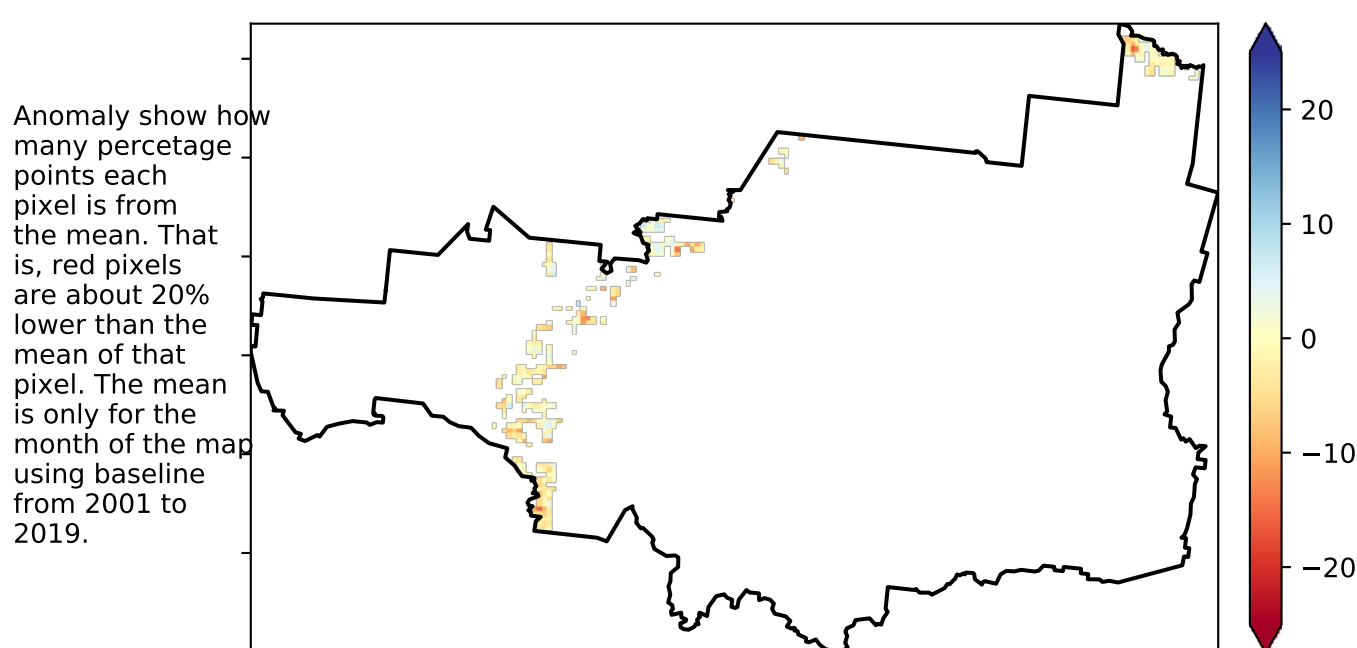 Anomaly show how
many percetage
points each
pixel is from
the mean. That
is, red pixels
are about 20%
lower than the
mean of that
pixel. The mean
is only for the
month of the map
using baseline
from 2001 to
2019.
20
10
0
−10
−20